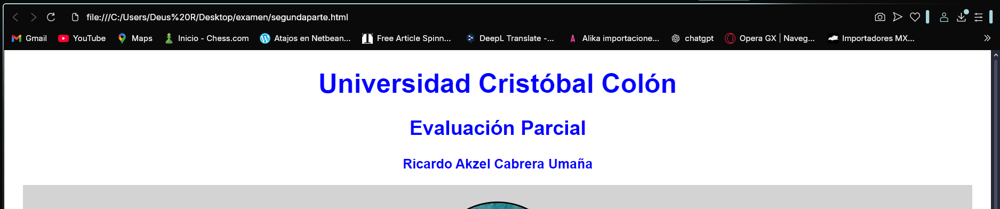 file:///C:/Users/Deus%20R/Desktop/examen/segundaparte.html
Gmail YouTube Maps Inicio - Chess.com Atajos en Netbean... Free Article Spinn... DeepL Translate -... Alika importacione... chatgpt Opera GX | Naveg... Importadores MX...
Universidad Cristóbal Colón
Evaluación Parcial
Ricardo Akzel Cabrera Umaña